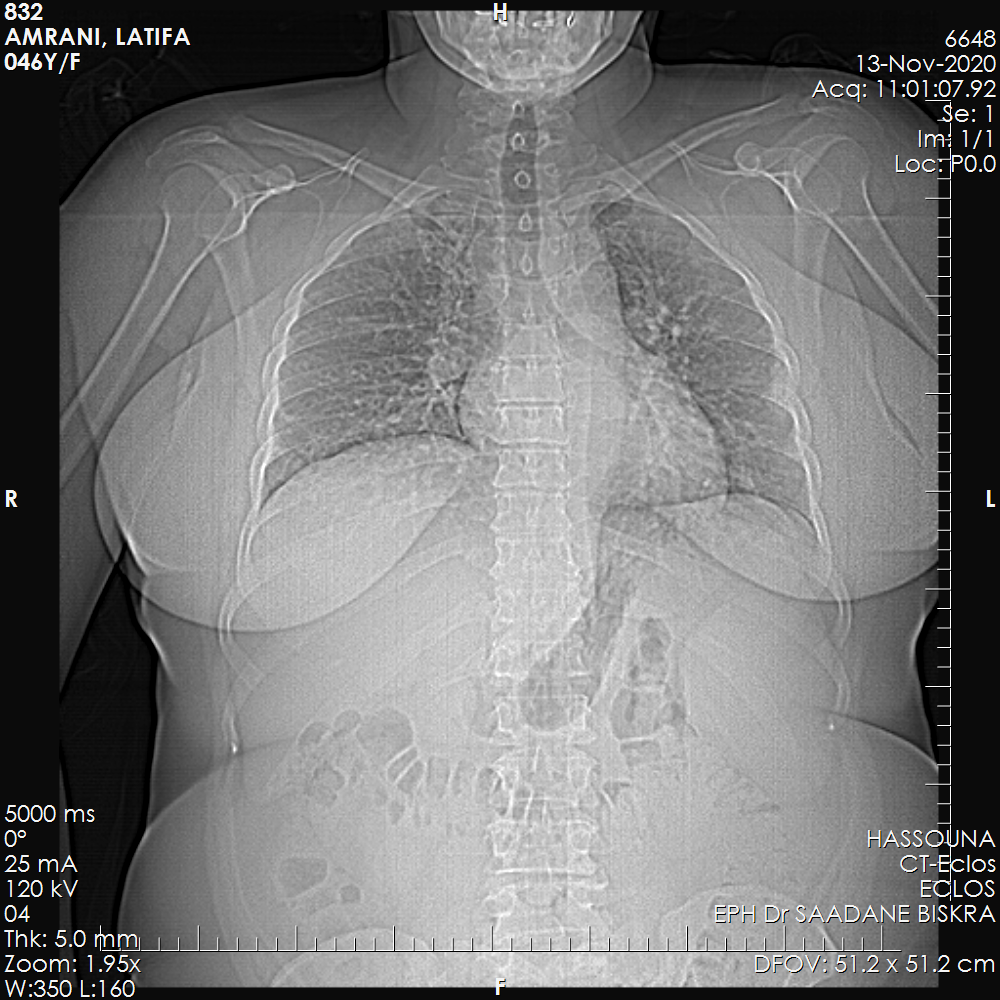 832
AMRANI, LATIFA
046Y/F
H
6648
13-Nov-2020
Acq: 11:01:07.92
Se: 1
Im: 1/1
Loc: P0.0
R
L
5000 ms
0°
25 mA
120 kV
04
Thk: 5.0 mm
Zoom: 1.95x
W:350 L:160
F
HASSOUNA
CT-Eclos
ECLOS
EPH Dr SAADANE BISKRA
DFOV: 51.2 x 51.2 cm